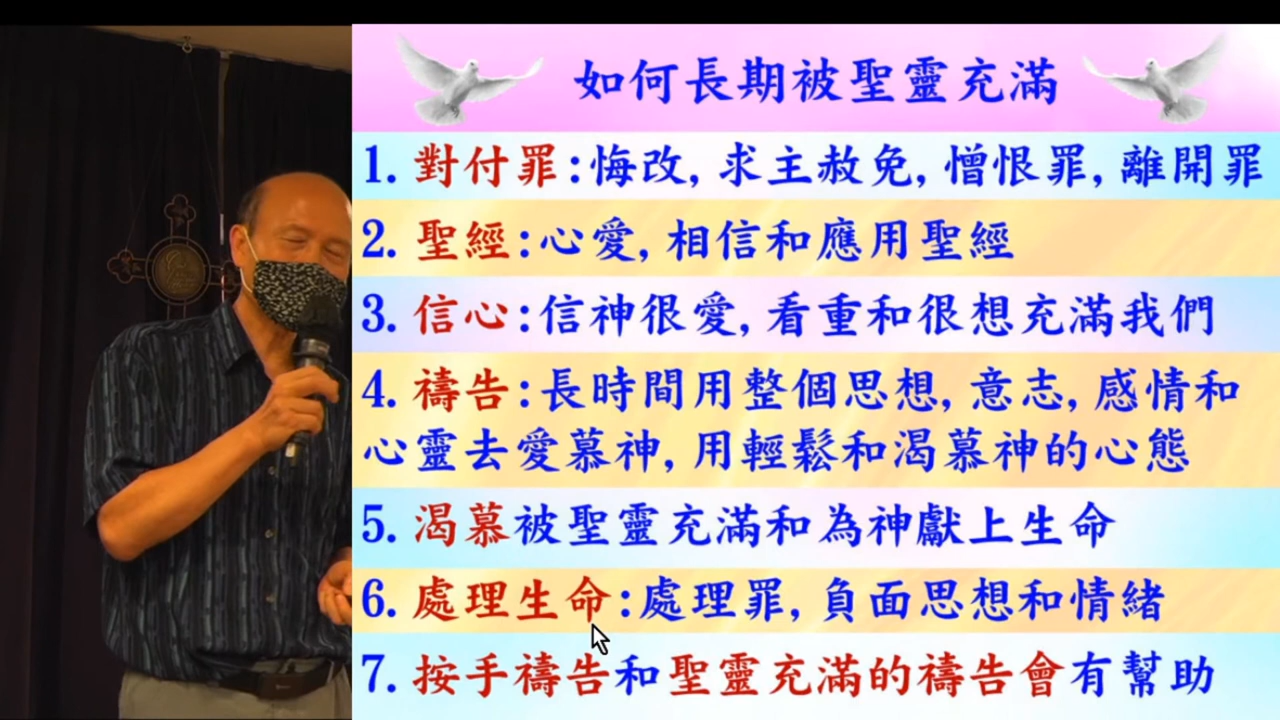 如何長期被聖靈充滿
1. 對付罪:悔改, 求主赦免, 憎恨罪, 離開罪
2. 聖經:心愛, 相信和應用聖經
3. 信心:信神很愛, 看重和很想充滿我們
4. 禱告:長時間用整個思想, 意志, 感情和
心靈去愛慕神, 用輕鬆和渴慕神的心態
5. 渴慕被聖靈充滿和為神獻上生命
6. 處理生命:處理罪, 負面思想和情緒
7. 按手禱告和聖靈充滿的禱告會有幫助